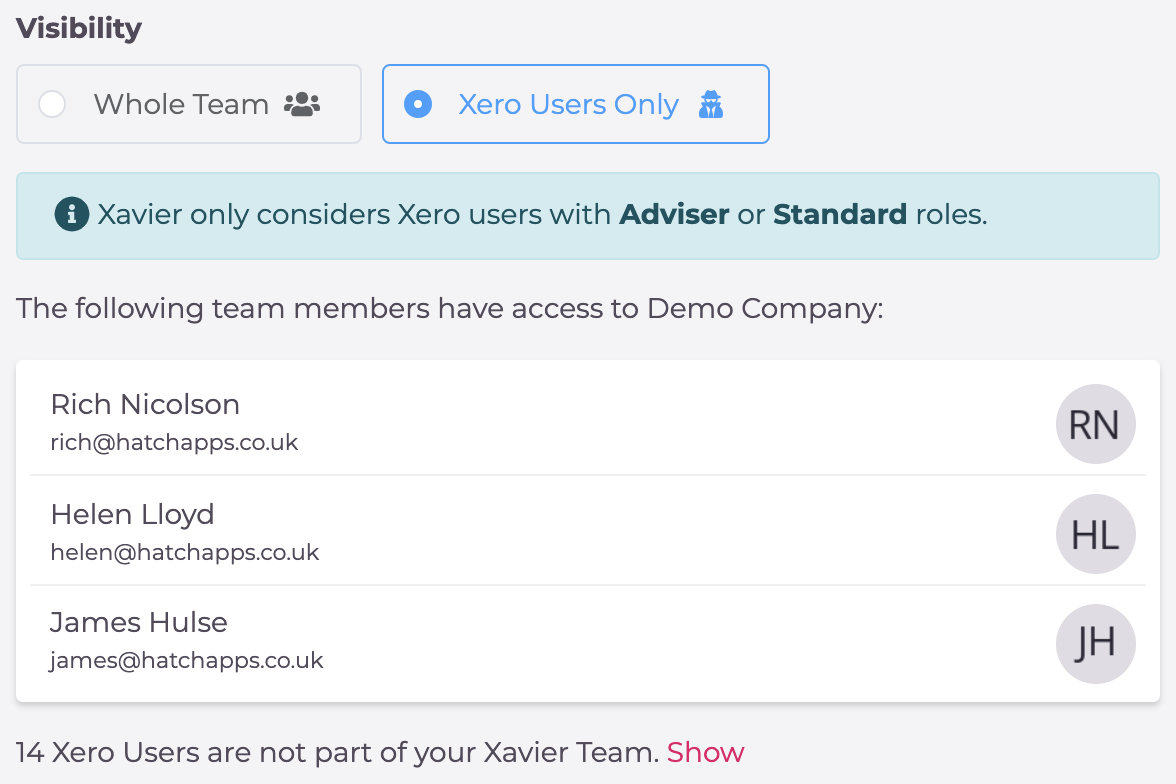 Visibility
Whole Team
Xero Users Only
Xavier only considers Xero users with Adviser or Standard roles.
The following team members have access to Demo Company:
Rich Nicolson
RN
rich@hatchapps.co.uk
Helen Lloyd
HL
helen@hatchapps.co.uk
James Hulse
JH
james@hatchapps.co.uk
14 Xero Users are not part of your Xavier Team. Show